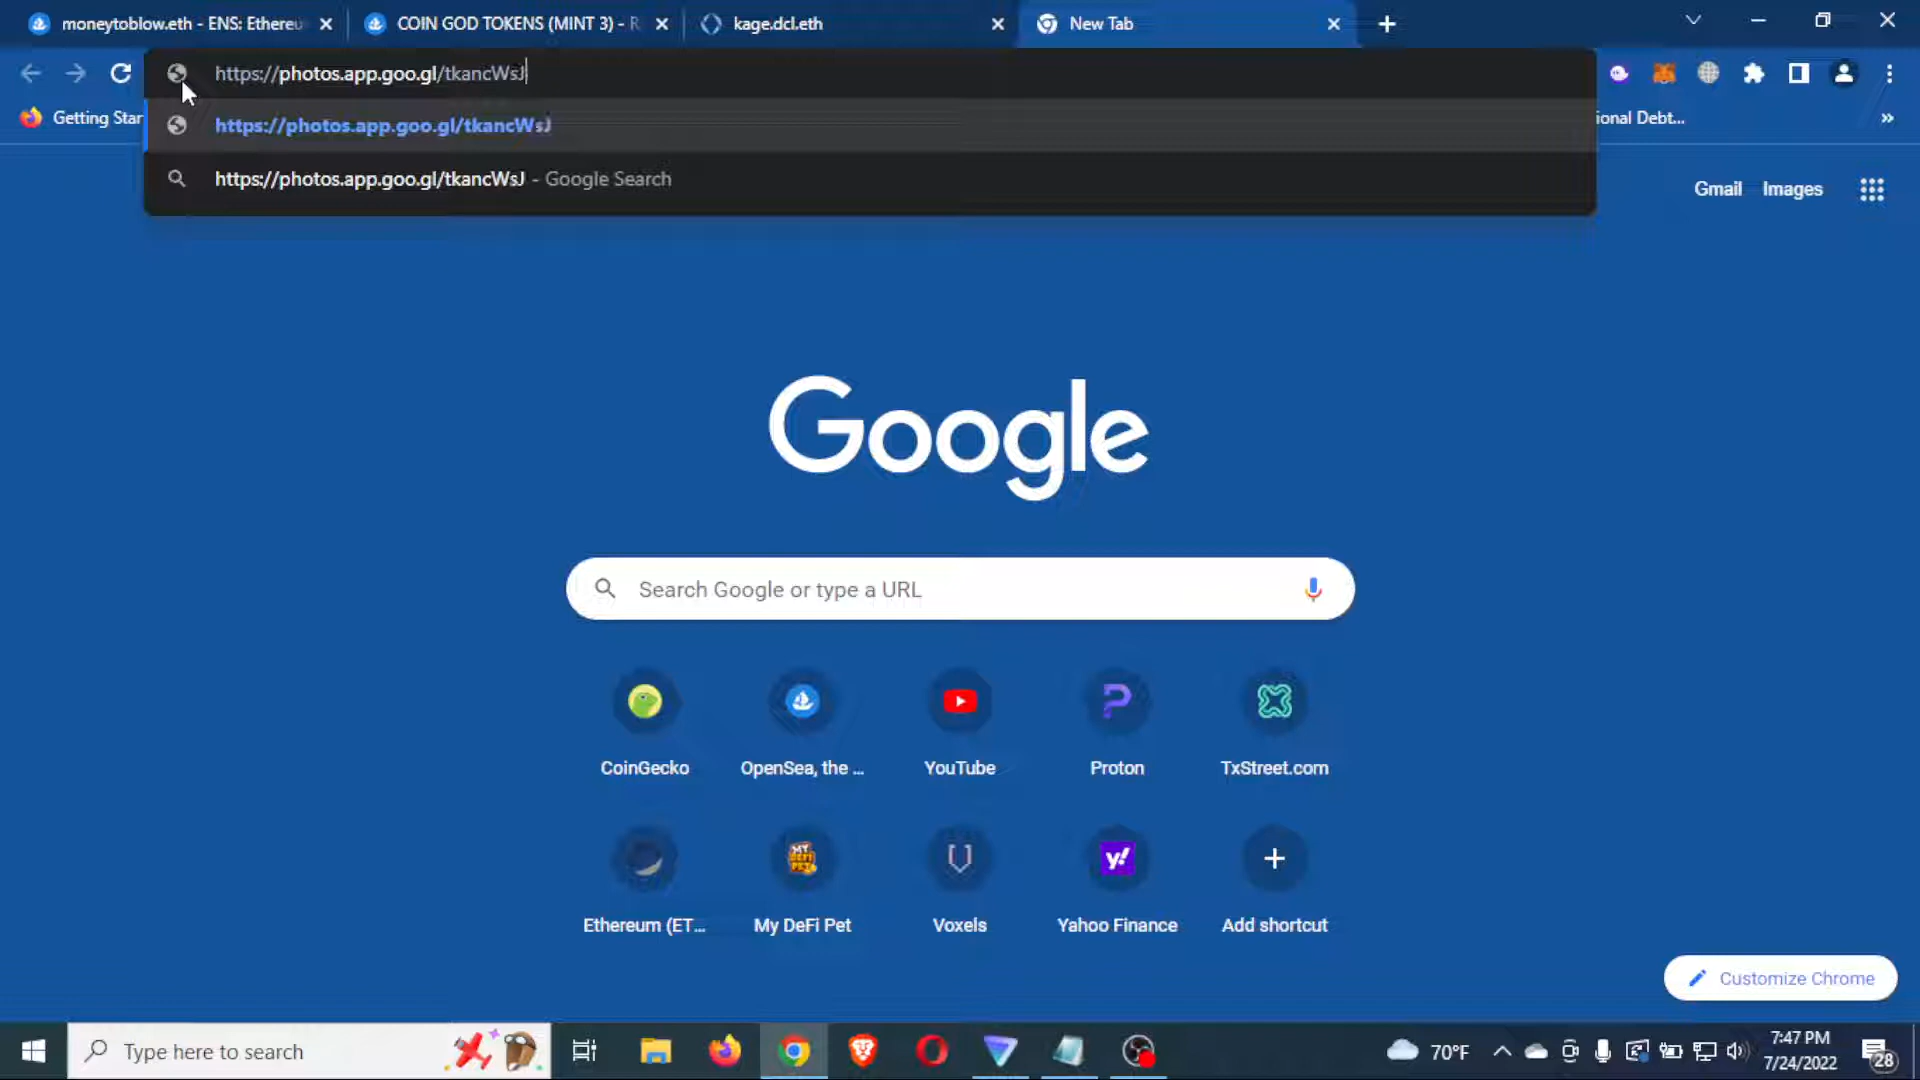 moneytoblow.eth - ENS: Ethereu
COIN GOD TOKENS (MINT 3) - R
kage.dcl.eth
New Tab
https://photos.app.goo.gl/tkancWsJ
Getting Star
https://photos.app.goo.gl/tkancWsJ
ional Debt...
https://photos.app.goo.gl/tkancWsJ - Google Search
Gmail Images
Google
Search Google or type a URL
CoinGecko
OpenSea, the ...
YouTube
Proton
TxStreet.com
MY DEFI PET
y!
Ethereum (ET...
My DeFi Pet
Voxels
Yahoo Finance
Add shortcut
Customize Chrome
Type here to search
70°F
7:47 PM
7/24/2022
28